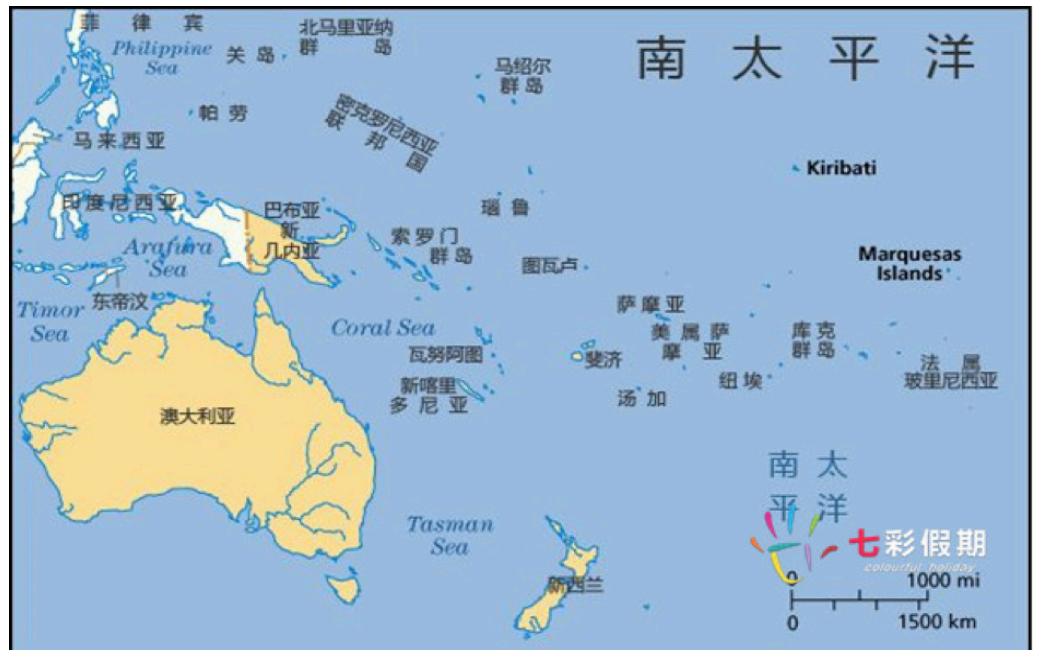 菲律宾
北马里亚纳
群岛
Philippine
Sea
关岛
马绍尔
群岛
南太平洋
帕劳
密克罗尼西亚
联邦国
马来西亚
Kiribati
印度尼西亚
巴布亚
新
几内亚
瑙鲁
索罗门
群岛
Arafura
Sea
图瓦卢
Marquesas
Islands
东帝汶
Timor
Sea
萨摩亚
Coral Sea
美属萨
摩亚
库克
群岛
瓦努阿图
斐济
法属
玻里尼西亚
新喀里
多尼亚
纽埃
汤加
澳大利亚
南太
平洋
Tasman
Sea
七彩假期
colourful holiday
新西兰
0
1000 mi
0
1500 km